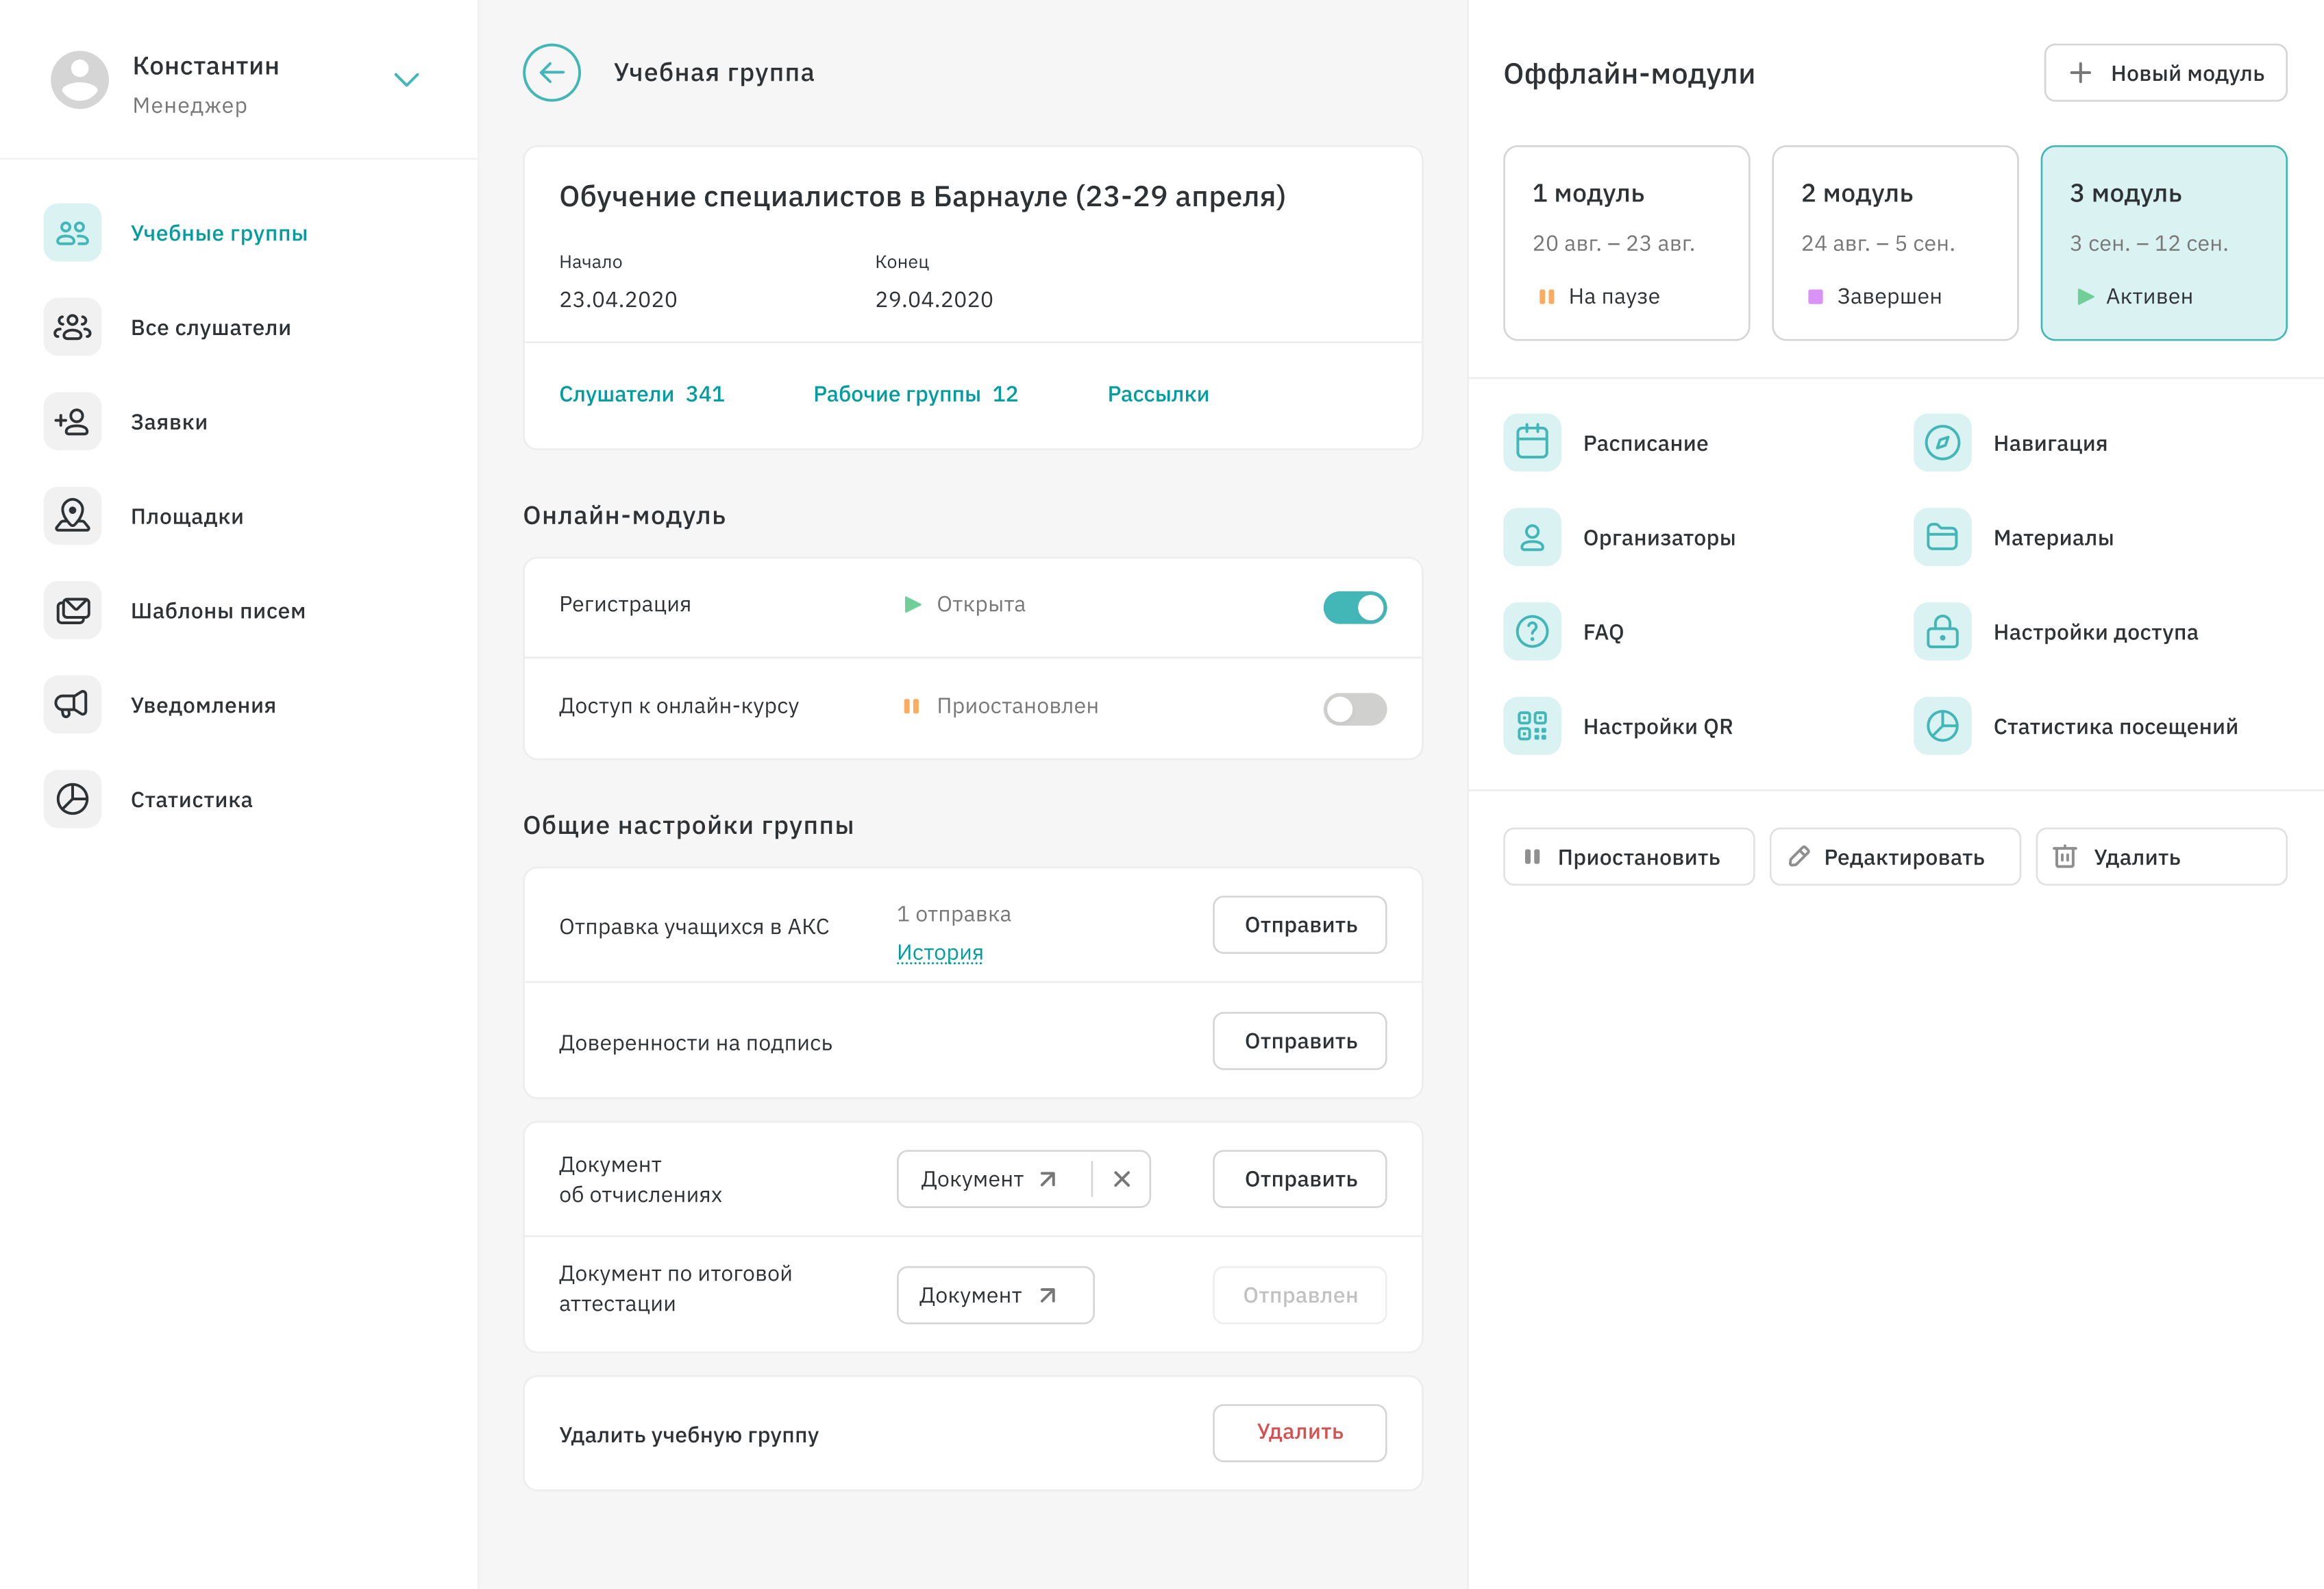 Константин
Менеджер
Учебные группы
Все слушатели
Заявки
Площадки
Шаблоны писем
Уведомления
Статистика
Учебная группа
Обучение специалистов в Барнауле (23-29 апреля)
Начало
Конец
23.04.2020
29.04.2020
Слушатели 341
Рабочие группы 12
Рассылки
Онлайн-модуль
Регистрация
Открыта
Доступ к онлайн-курсу
Приостановлен
Общие настройки группы
Отправка учащихся в АКС
1 отправка
История
Отправить
Доверенности на подпись
Отправить
Документ
об отчислениях
Документ
Отправить
Документ по итоговой
аттестации
Документ
Отправлен
Удалить учебную группу
Удалить
Оффлайн-модули
Новый модуль
1 модуль
20 авг. – 23 авг.
На паузе
2 модуль
24 авг. – 5 сен.
Завершен
3 модуль
3 сен. – 12 сен.
Активен
Расписание
Навигация
Организаторы
Материалы
FAQ
Настройки доступа
Настройки QR
Статистика посещений
Приостановить
Редактировать
Удалить